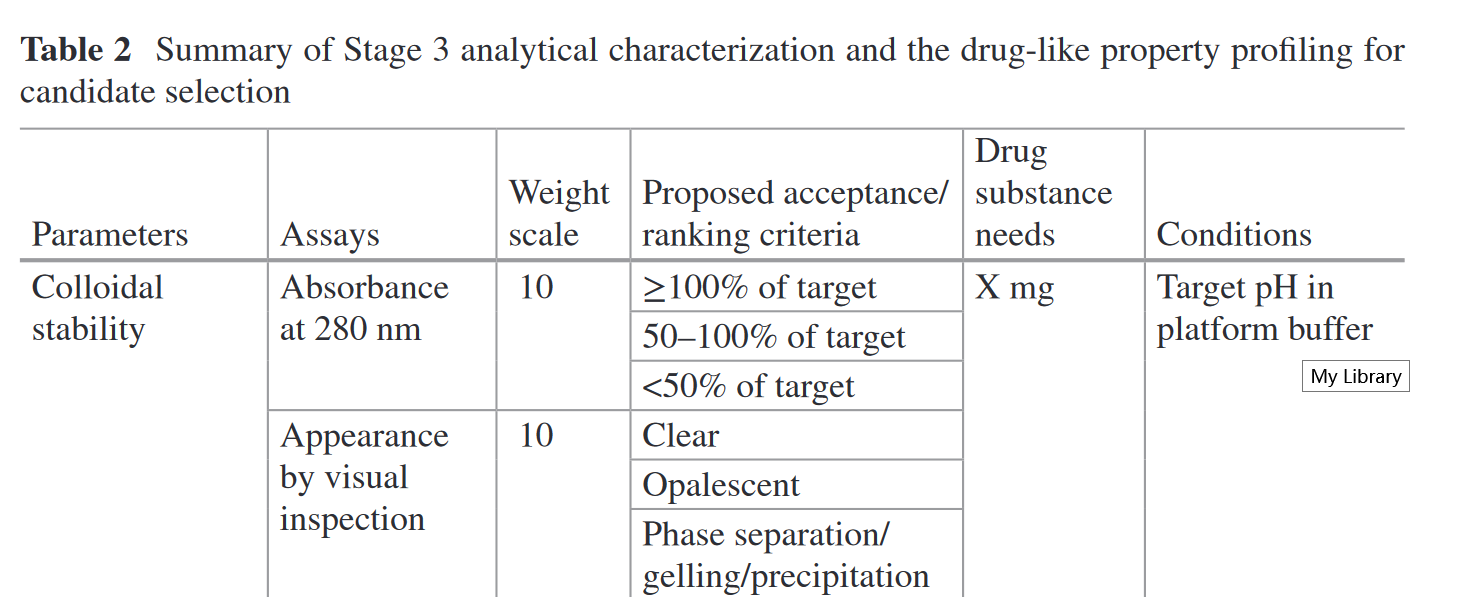 Table 2 Summary of Stage 3 analytical characterization and the drug-like property profiling for
candidate selection
Parameters
Assays
Weight
scale
Proposed acceptance/
ranking criteria
Drug
substance
needs
Conditions
Colloidal
stability
Absorbance
at 280 nm
10
≥100% of target
50–100% of target
<50% of target
X mg
Target pH in
platform buffer
My Library
Appearance
by visual
inspection
10
Clear
Opalescent
Phase separation/
gelling/precipitation